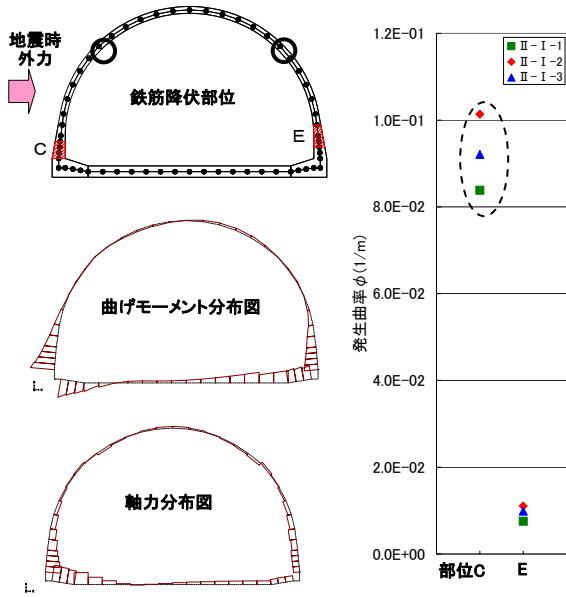 地震時
外力
鉄筋降伏部位
C
E
曲げモーメント分布図
軸力分布図
発生曲率φ(1/m)
1.2E-01
1.0E-01
8.0E-02
6.0E-02
4.0E-02
2.0E-02
0.0E+00
Ⅱ-Ⅰ-1
Ⅱ-Ⅰ-2
Ⅱ-Ⅰ-3
部位C E